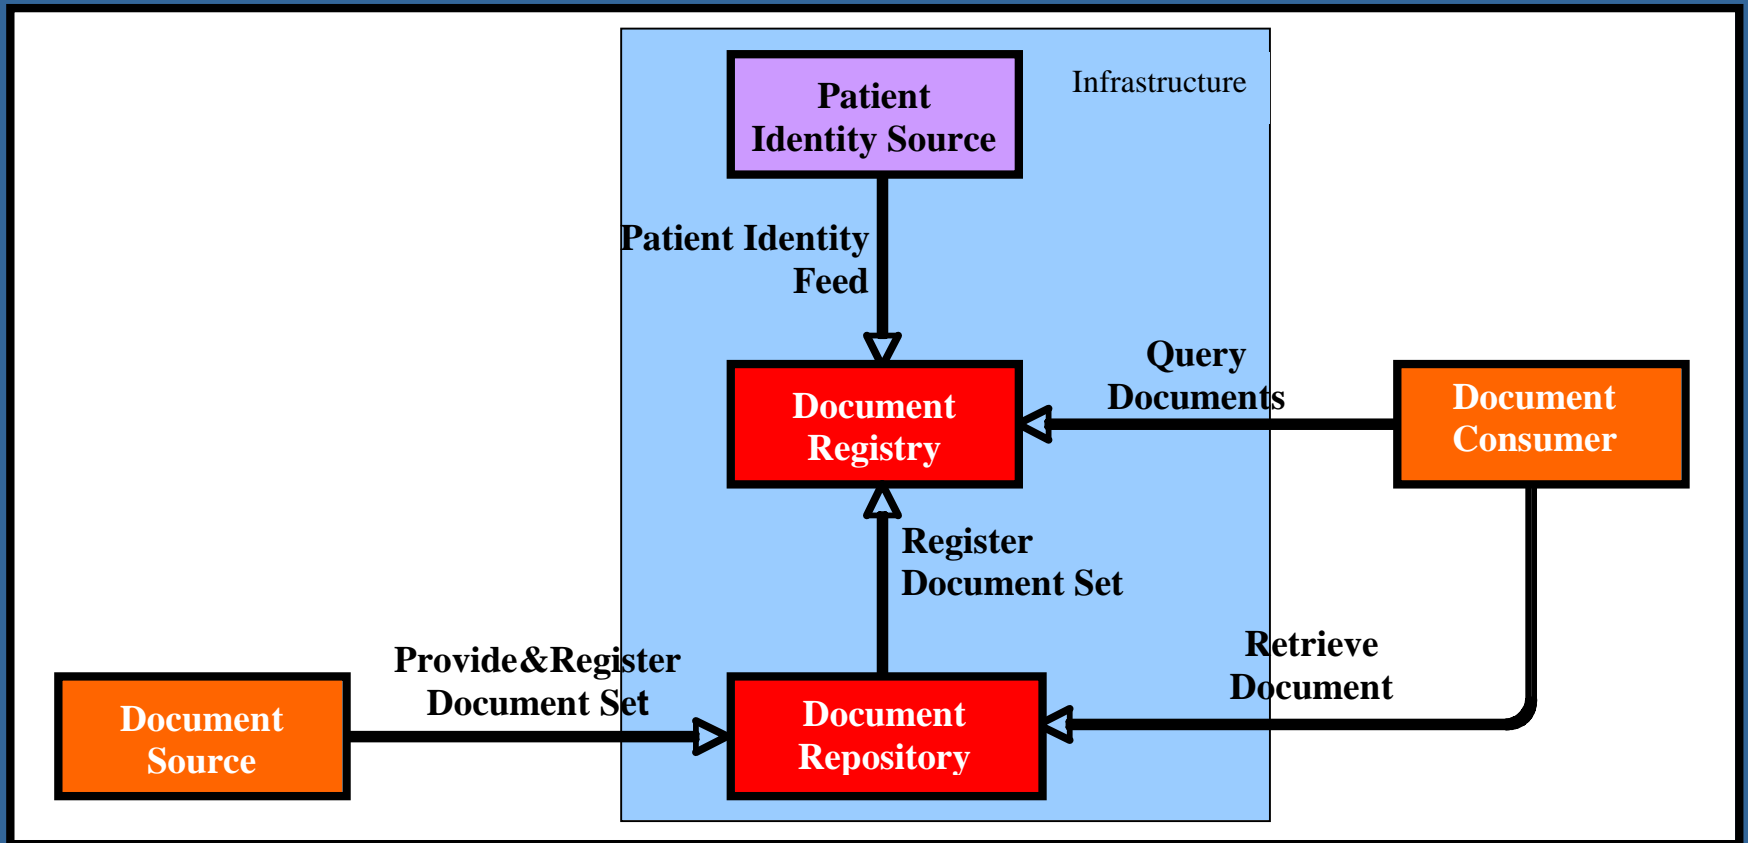 Infrastructure
Patient
Identity Source
Patient Identity
Feed
Query
Documents
Document
Registry
Document
Consumer
Register
Document Set
Provide&Register
Document Set
Retrieve
Document
Document
Source
Document
Repository